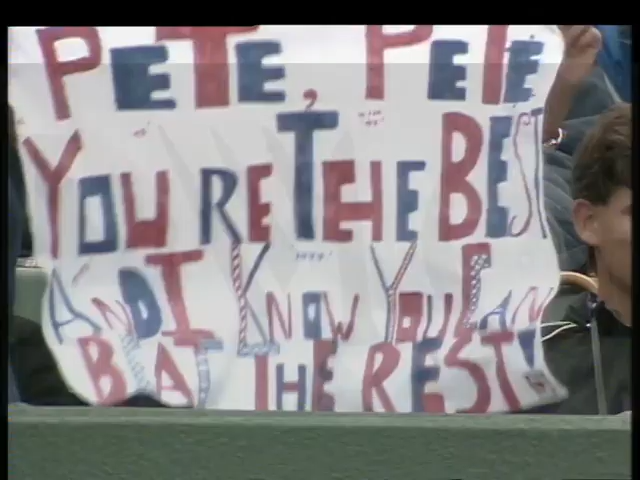 PETE, PETE
YOU'RE THE BEST
AND I KNOW YOU CAN
BEAT THE REST!